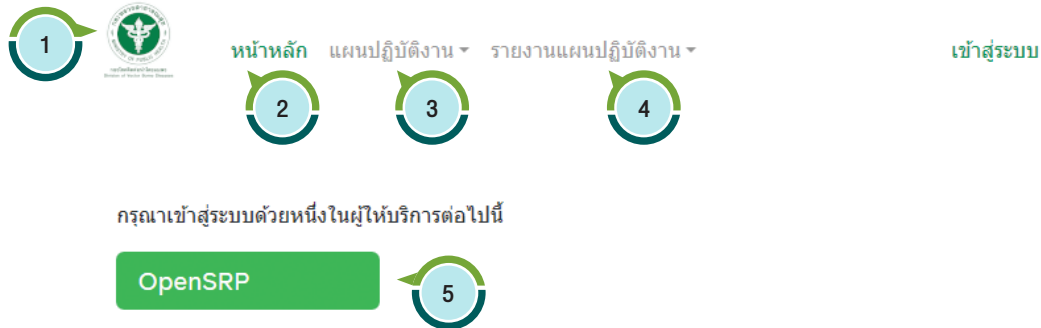 1
หน้าหลัก แผนปฏิบัติงาน รายงานแผนปฏิบัติงาน เข้าสู่ระบบ
2 3 4
กรุณาเข้าสู่ระบบด้วยหนึ่งในผู้ให้บริการต่อไปนี้
OpenSRP
5